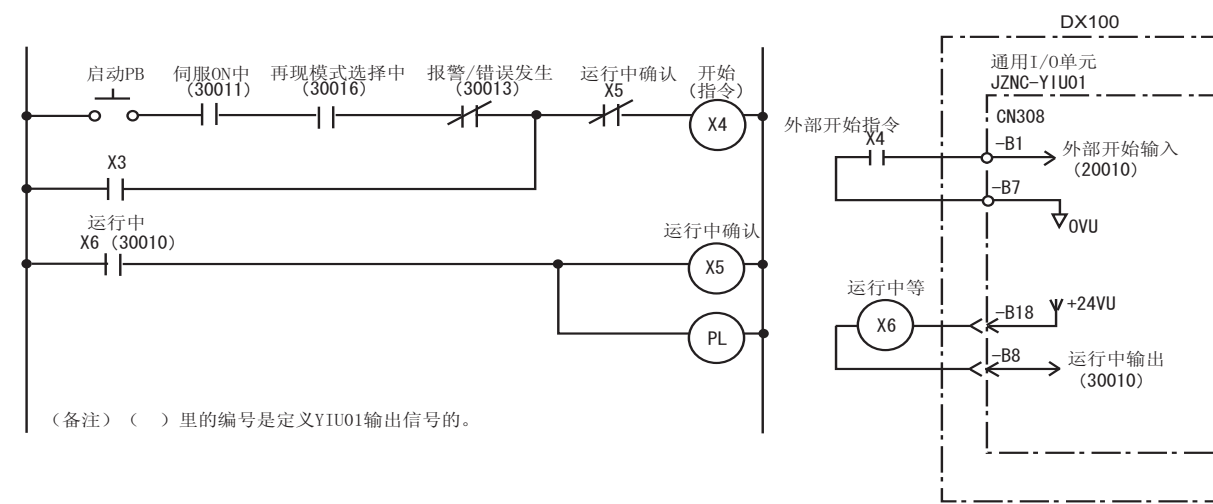 DX100
启动PB
伺服ON中
(30011)
再现模式选择中
(30016)
报警/错误发生
(30013)
运行中确认
X5
开始
(指令)
X4
X3
运行中
X6 (30010)
运行中确认
X5
PL
(备注) ( ) 里的编号是定义YIU01输出信号的。
通用I/O单元
JZNC-YIU01
CN308
外部开始指令
X4
-B1
外部开始输入
(20010)
-B7
0VU
运行中等
X6
-B18
+24VU
-B8
运行中输出
(30010)